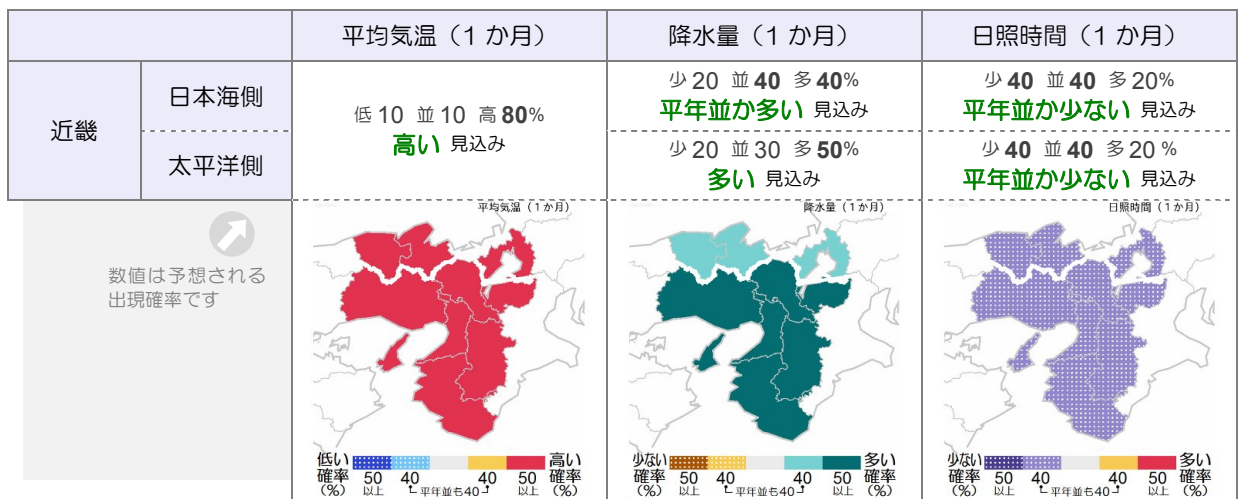 平均気温（1 か月）
降水量（1 か月）
日照時間（1 か月）
近畿
日本海側
太平洋側
低 10 並 10 高 80%
高い 見込み
少 20 並 40 多 40%
平年並か多い 見込み
少 20 並 30 多 50%
多い 見込み
少 40 並 40 多 20%
平年並か少ない 見込み
少 40 並 40 多 20 %
平年並か少ない 見込み
数値は予想される
出現確率です
平均気温（1か月）
低い 高い
確率 50 40 40 50 確率
（%） 以上 平年並も40 以上 （%）
降水量（1か月）
少ない 多い
確率 50 40 40 50 確率
（%） 以上 平年並も40 以上 （%）
日照時間（1か月）
少ない 多い
確率 50 40 40 50 確率
（%） 以上 平年並も40 以上 （%）